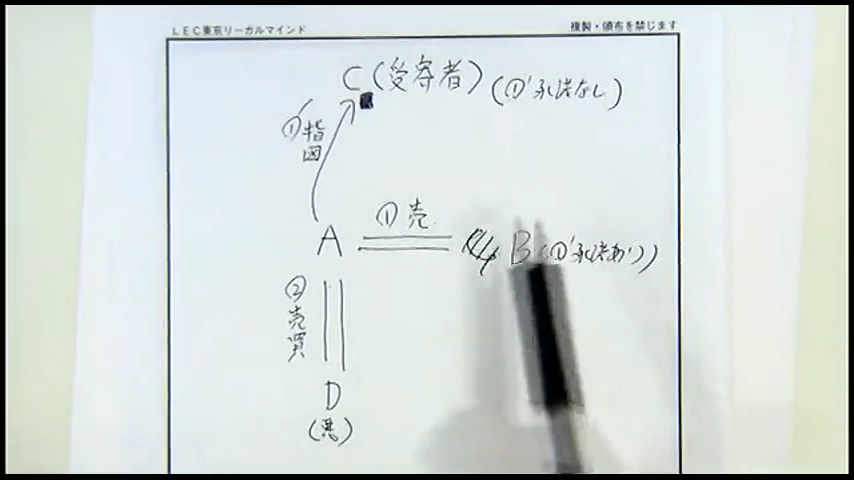 LEC東京リーガルマインド
複製・頒布を禁じます
C(受寄者)
(①'承諾なし)
①'指図
①売
A
B(①'承諾あり)
②売買
D
(悪)